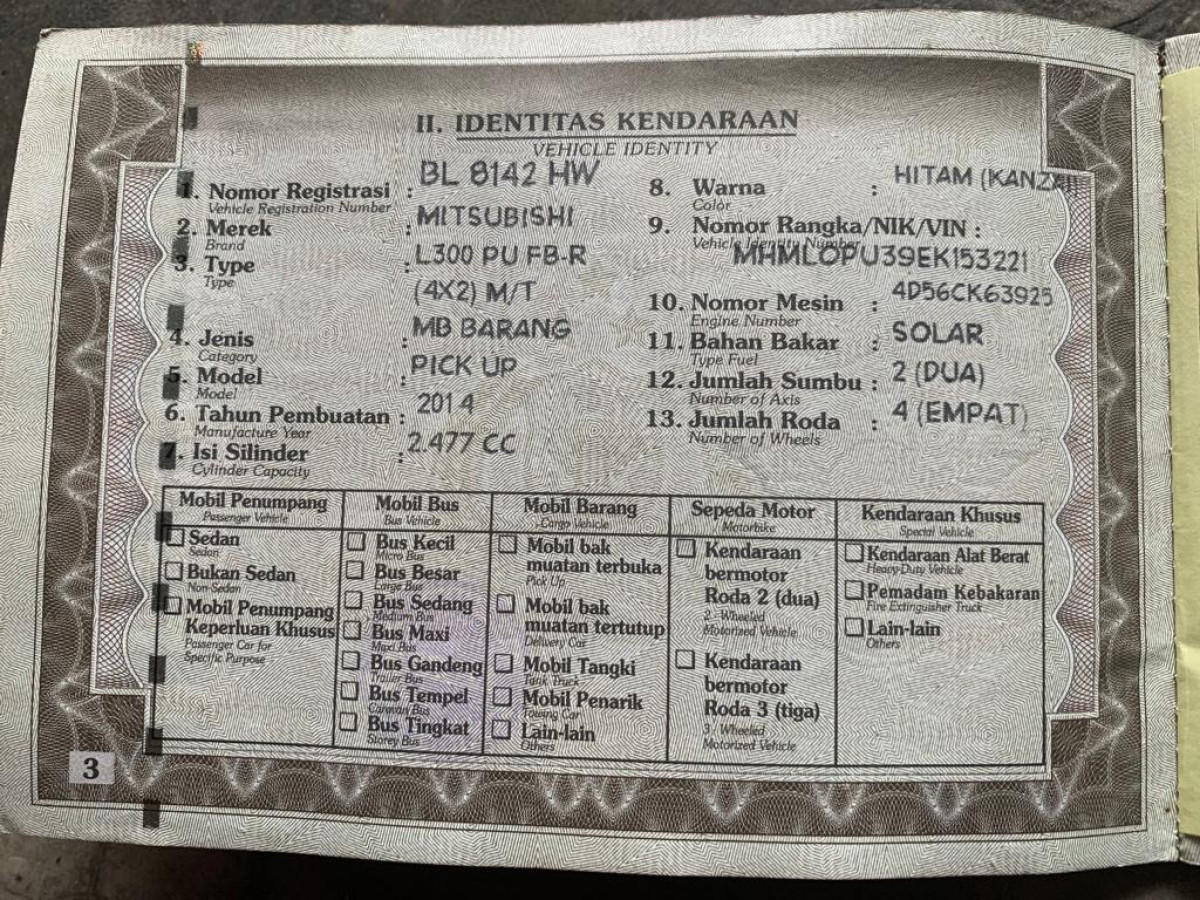 II. IDENTITAS KENDARAAN
VEHICLE IDENTITY
1. Nomor Registrasi : BL 8142 HW
Vehicle Registration Number
2. Merek : MITSUBISHI
Brand
3. Type : L300 PU FB-R
Type
(4X2) M/T
4. Jenis : MB BARANG
Category
5. Model : PICK UP
Model
6. Tahun Pembuatan : 2014
Manufacture Year
7. Isi Silinder : 2.477 CC
Cylinder Capacity
8. Warna : HITAM (KANZAI)
Color
9. Nomor Rangka/NIK/VIN :
Vehicle Identity Number
MHML0PU39EK153221
10. Nomor Mesin : 4D56CK63925
Engine Number
11. Bahan Bakar : SOLAR
Type Fuel
12. Jumlah Sumbu : 2 (DUA)
Number of Axis
13. Jumlah Roda : 4 (EMPAT)
Number of Wheels
Mobil Penumpang
Passenger Vehicle
Sedan
Sedan
Bukan Sedan
Non-Sedan
Mobil Penumpang
Keperluan Khusus
Passenger Car for
Specific Purpose
Mobil Bus
Bus Vehicle
Bus Kecil
Micro Bus
Bus Besar
Large Bus
Bus Sedang
Medium Bus
Bus Maxi
Maxi Bus
Bus Gandeng
Trailer Bus
Bus Tempel
Caravan Bus
Bus Tingkat
Storey Bus
Mobil Barang
Cargo Vehicle
Mobil bak
muatan terbuka
Pick Up
Mobil bak
muatan tertutup
Delivery Car
Mobil Tangki
Tank Truck
Mobil Penarik
Towing Car
Lain-lain
Others
Sepeda Motor
Motorbike
Kendaraan
bermotor
Roda 2 (dua)
2 - Wheeled
Motorized Vehicle
Kendaraan
bermotor
Roda 3 (tiga)
3 - Wheeled
Motorized Vehicle
Kendaraan Khusus
Special Vehicle
Kendaraan Alat Berat
Heavy-Duty Vehicle
Pemadam Kebakaran
Fire Extinguisher Truck
Lain-lain
Others
3